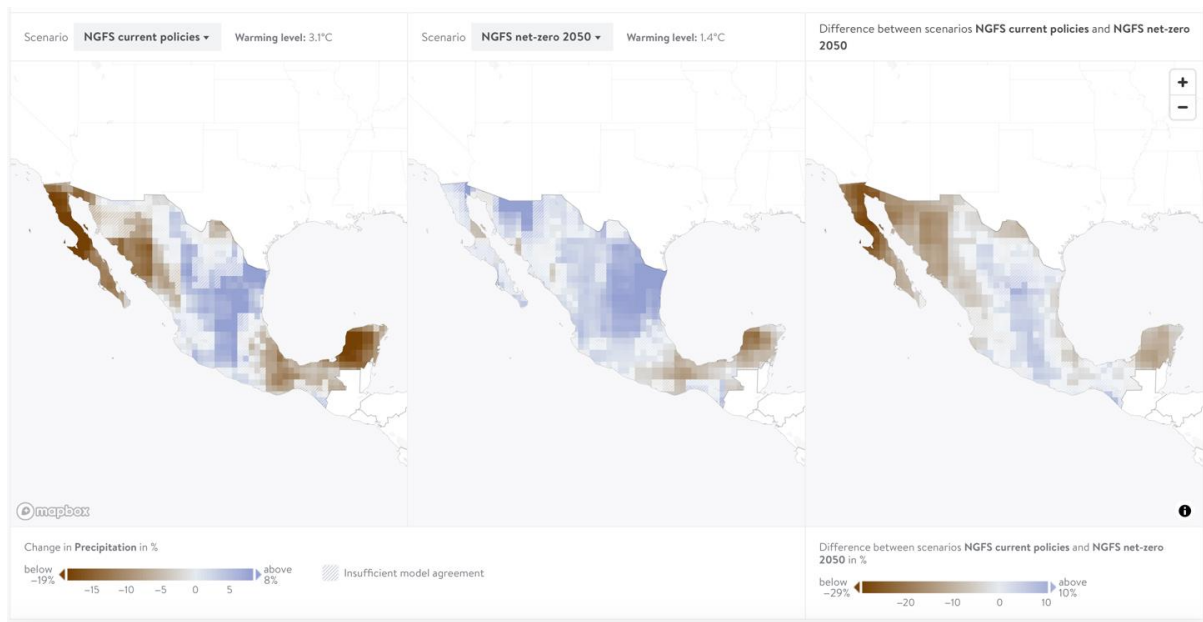 Scenario NGFS current policies ▾ Warming level: 3.1°C
Scenario NGFS net-zero 2050 ▾ Warming level: 1.4°C
Difference between scenarios NGFS current policies and NGFS net-zero
2050
+
−
mapbox
i
Change in Precipitation in %
below
−19%
−15 −10 −5 0 5
above
8%
Insufficient model agreement
Difference between scenarios NGFS current policies and NGFS net-zero
2050 in %
below
−29%
−20 −10 0 10
above
10%